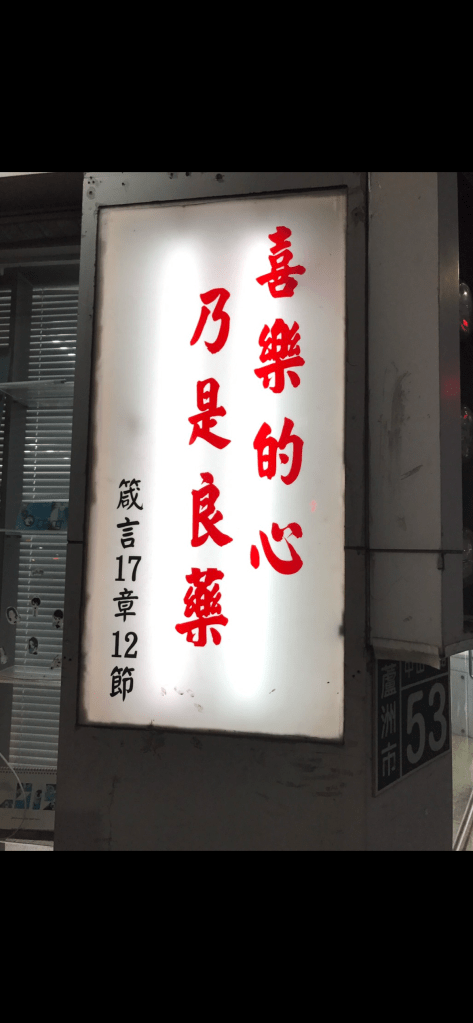 喜樂的心
乃是良藥
箴言17章12節
蘆洲市
53